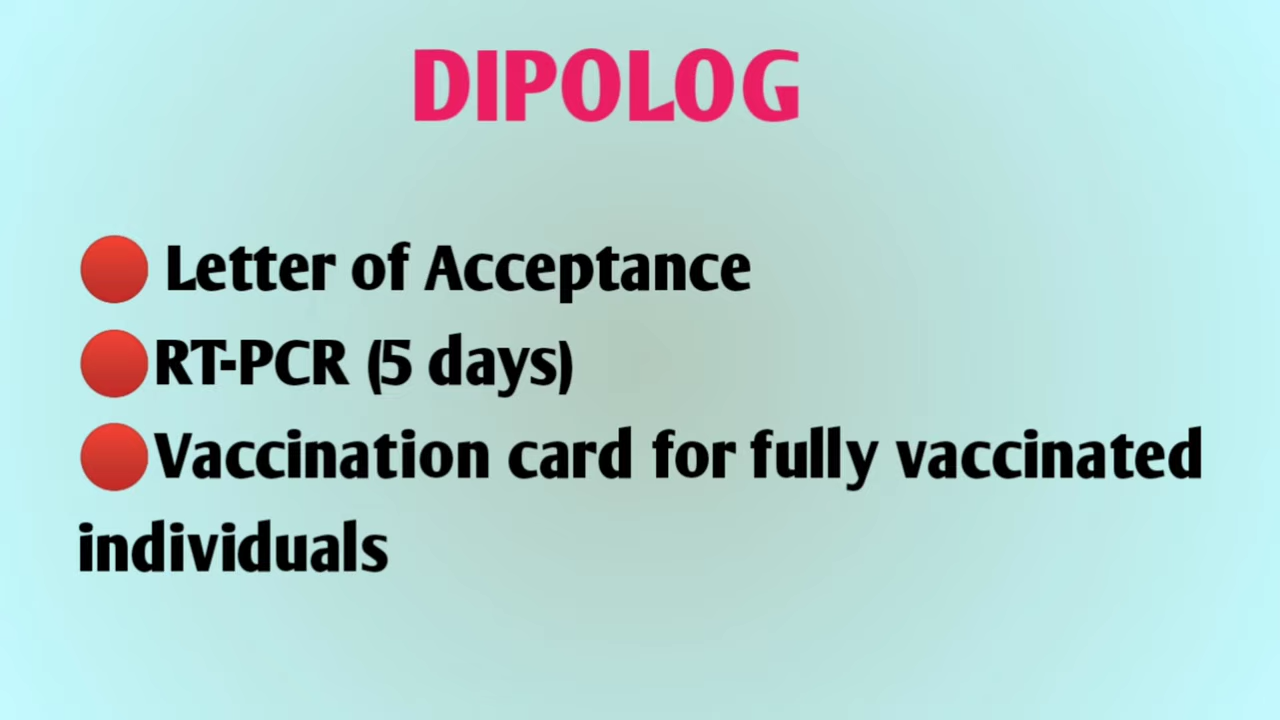 DIPOLOG
🔴 Letter of Acceptance
🔴RT-PCR (5 days)
🔴Vaccination card for fully vaccinated
individuals